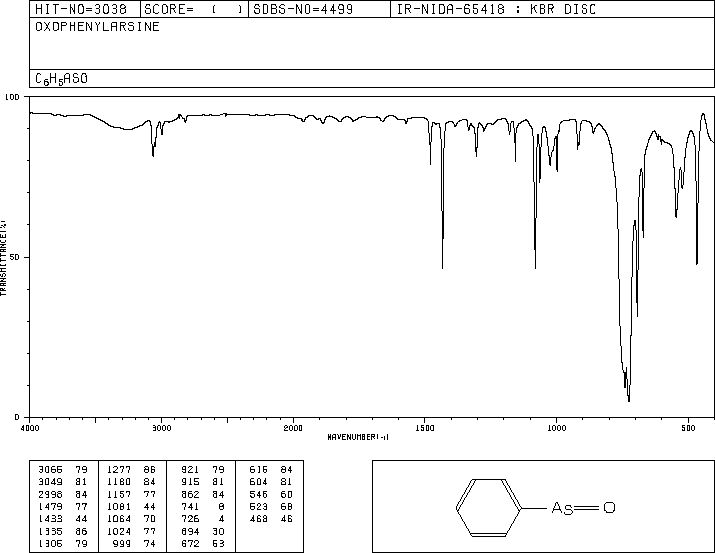 HIT-NO=3038 SCORE= ( ) SDBS-NO=4499 IR-NIDA-65418 : KBR DISC
OXOPHENYLARSINE
C6H5ASO
100
50
0
TRANSMITTANCE(%)
4000 3000 2000 1500 1000 500
WAVENUMBER(-1)
3065 79 1277 86 921 79 616 84
3049 81 1180 84 915 81 604 81
2998 84 1157 77 862 84 546 60
1479 77 1081 44 741 8 523 68
1433 44 1064 70 726 4 468 46
1335 86 1024 77 694 30
1305 79 999 74 672 53
As O